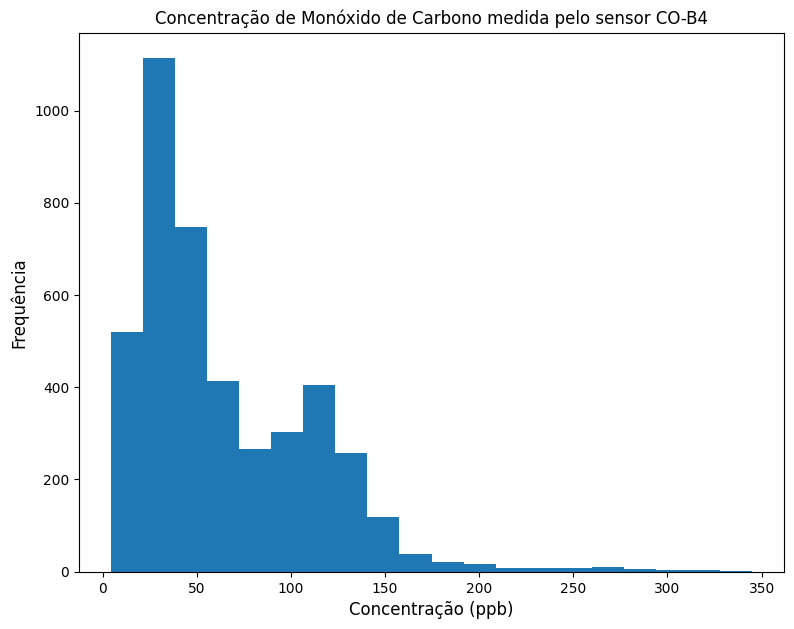 Concentração de Monóxido de Carbono medida pelo sensor CO-B4
1000
800
600
400
200
0
Frequência
0 50 100 150 200 250 300 350
Concentração (ppb)